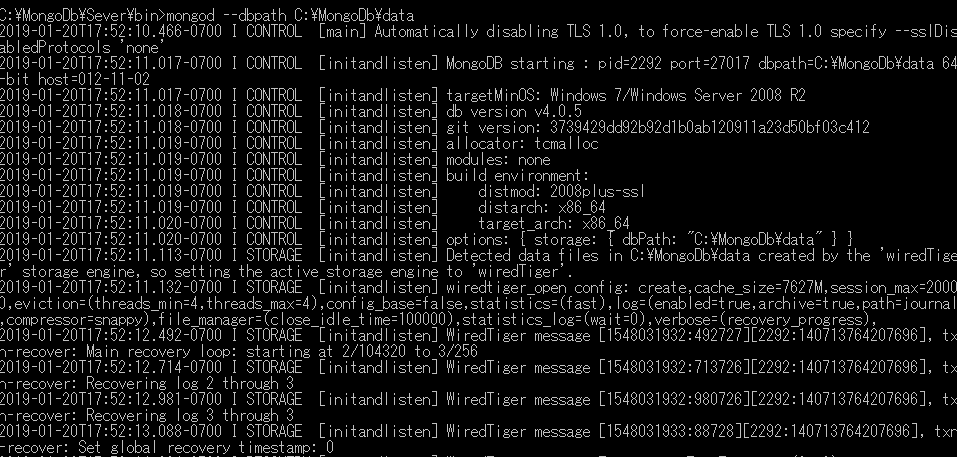 C:¥MongoDb¥Sever¥bin>mongod --dbpath C:¥MongoDb¥data
2019-01-20T17:52:10.466-0700 I CONTROL  [main] Automatically disabling TLS 1.0, to force-enable TLS 1.0 specify --sslDis
abledProtocols 'none'
2019-01-20T17:52:11.017-0700 I CONTROL  [initandlisten] MongoDB starting : pid=2292 port=27017 dbpath=C:¥MongoDb¥data 64
-bit host=012-11-02
2019-01-20T17:52:11.017-0700 I CONTROL  [initandlisten] targetMinOS: Windows 7/Windows Server 2008 R2
2019-01-20T17:52:11.018-0700 I CONTROL  [initandlisten] db version v4.0.5
2019-01-20T17:52:11.018-0700 I CONTROL  [initandlisten] git version: 3739429dd92b92d1b0ab120911a23d50bf03c412
2019-01-20T17:52:11.019-0700 I CONTROL  [initandlisten] allocator: tcmalloc
2019-01-20T17:52:11.019-0700 I CONTROL  [initandlisten] modules: none
2019-01-20T17:52:11.019-0700 I CONTROL  [initandlisten] build environment:
2019-01-20T17:52:11.019-0700 I CONTROL  [initandlisten]     distmod: 2008plus-ssl
2019-01-20T17:52:11.019-0700 I CONTROL  [initandlisten]     distarch: x86_64
2019-01-20T17:52:11.020-0700 I CONTROL  [initandlisten]     target_arch: x86_64
2019-01-20T17:52:11.020-0700 I CONTROL  [initandlisten] options: { storage: { dbPath: "C:¥MongoDb¥data" } }
2019-01-20T17:52:11.113-0700 I STORAGE  [initandlisten] Detected data files in C:¥MongoDb¥data created by the 'wiredTige
r' storage engine, so setting the active storage engine to 'wiredTiger'.
2019-01-20T17:52:11.132-0700 I STORAGE  [initandlisten] wiredtiger_open config: create,cache_size=7627M,session_max=2000
0,eviction=(threads_min=4,threads_max=4),config_base=false,statistics=(fast),log=(enabled=true,archive=true,path=journal
,compressor=snappy),file_manager=(close_idle_time=100000),statistics_log=(wait=0),verbose=(recovery_progress),
2019-01-20T17:52:12.492-0700 I STORAGE  [initandlisten] WiredTiger message [1548031932:492727][2292:140713764207696], tx
n-recover: Main recovery loop: starting at 2/104320 to 3/256
2019-01-20T17:52:12.714-0700 I STORAGE  [initandlisten] WiredTiger message [1548031932:713726][2292:140713764207696], tx
n-recover: Recovering log 2 through 3
2019-01-20T17:52:12.981-0700 I STORAGE  [initandlisten] WiredTiger message [1548031932:980726][2292:140713764207696], tx
n-recover: Recovering log 3 through 3
2019-01-20T17:52:13.088-0700 I STORAGE  [initandlisten] WiredTiger message [1548031933:88728][2292:140713764207696], txn
-recover: Set global recovery timestamp: 0